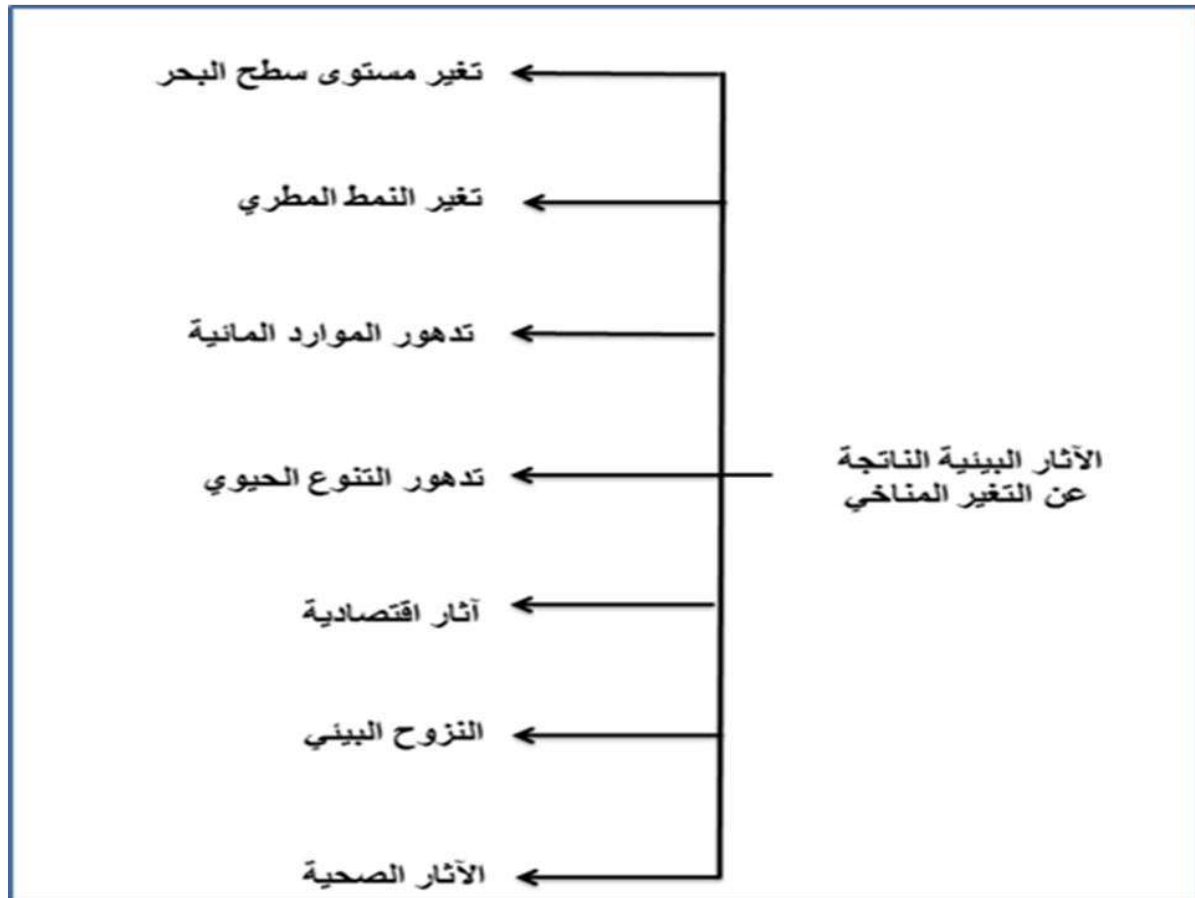 الآثار البيئية الناتجة
عن التغير المناخي
تغير مستوى سطح البحر
تغير النمط المطري
تدهور الموارد المائية
تدهور التنوع الحيوي
آثار اقتصادية
النزوح البيئي
الآثار الصحية